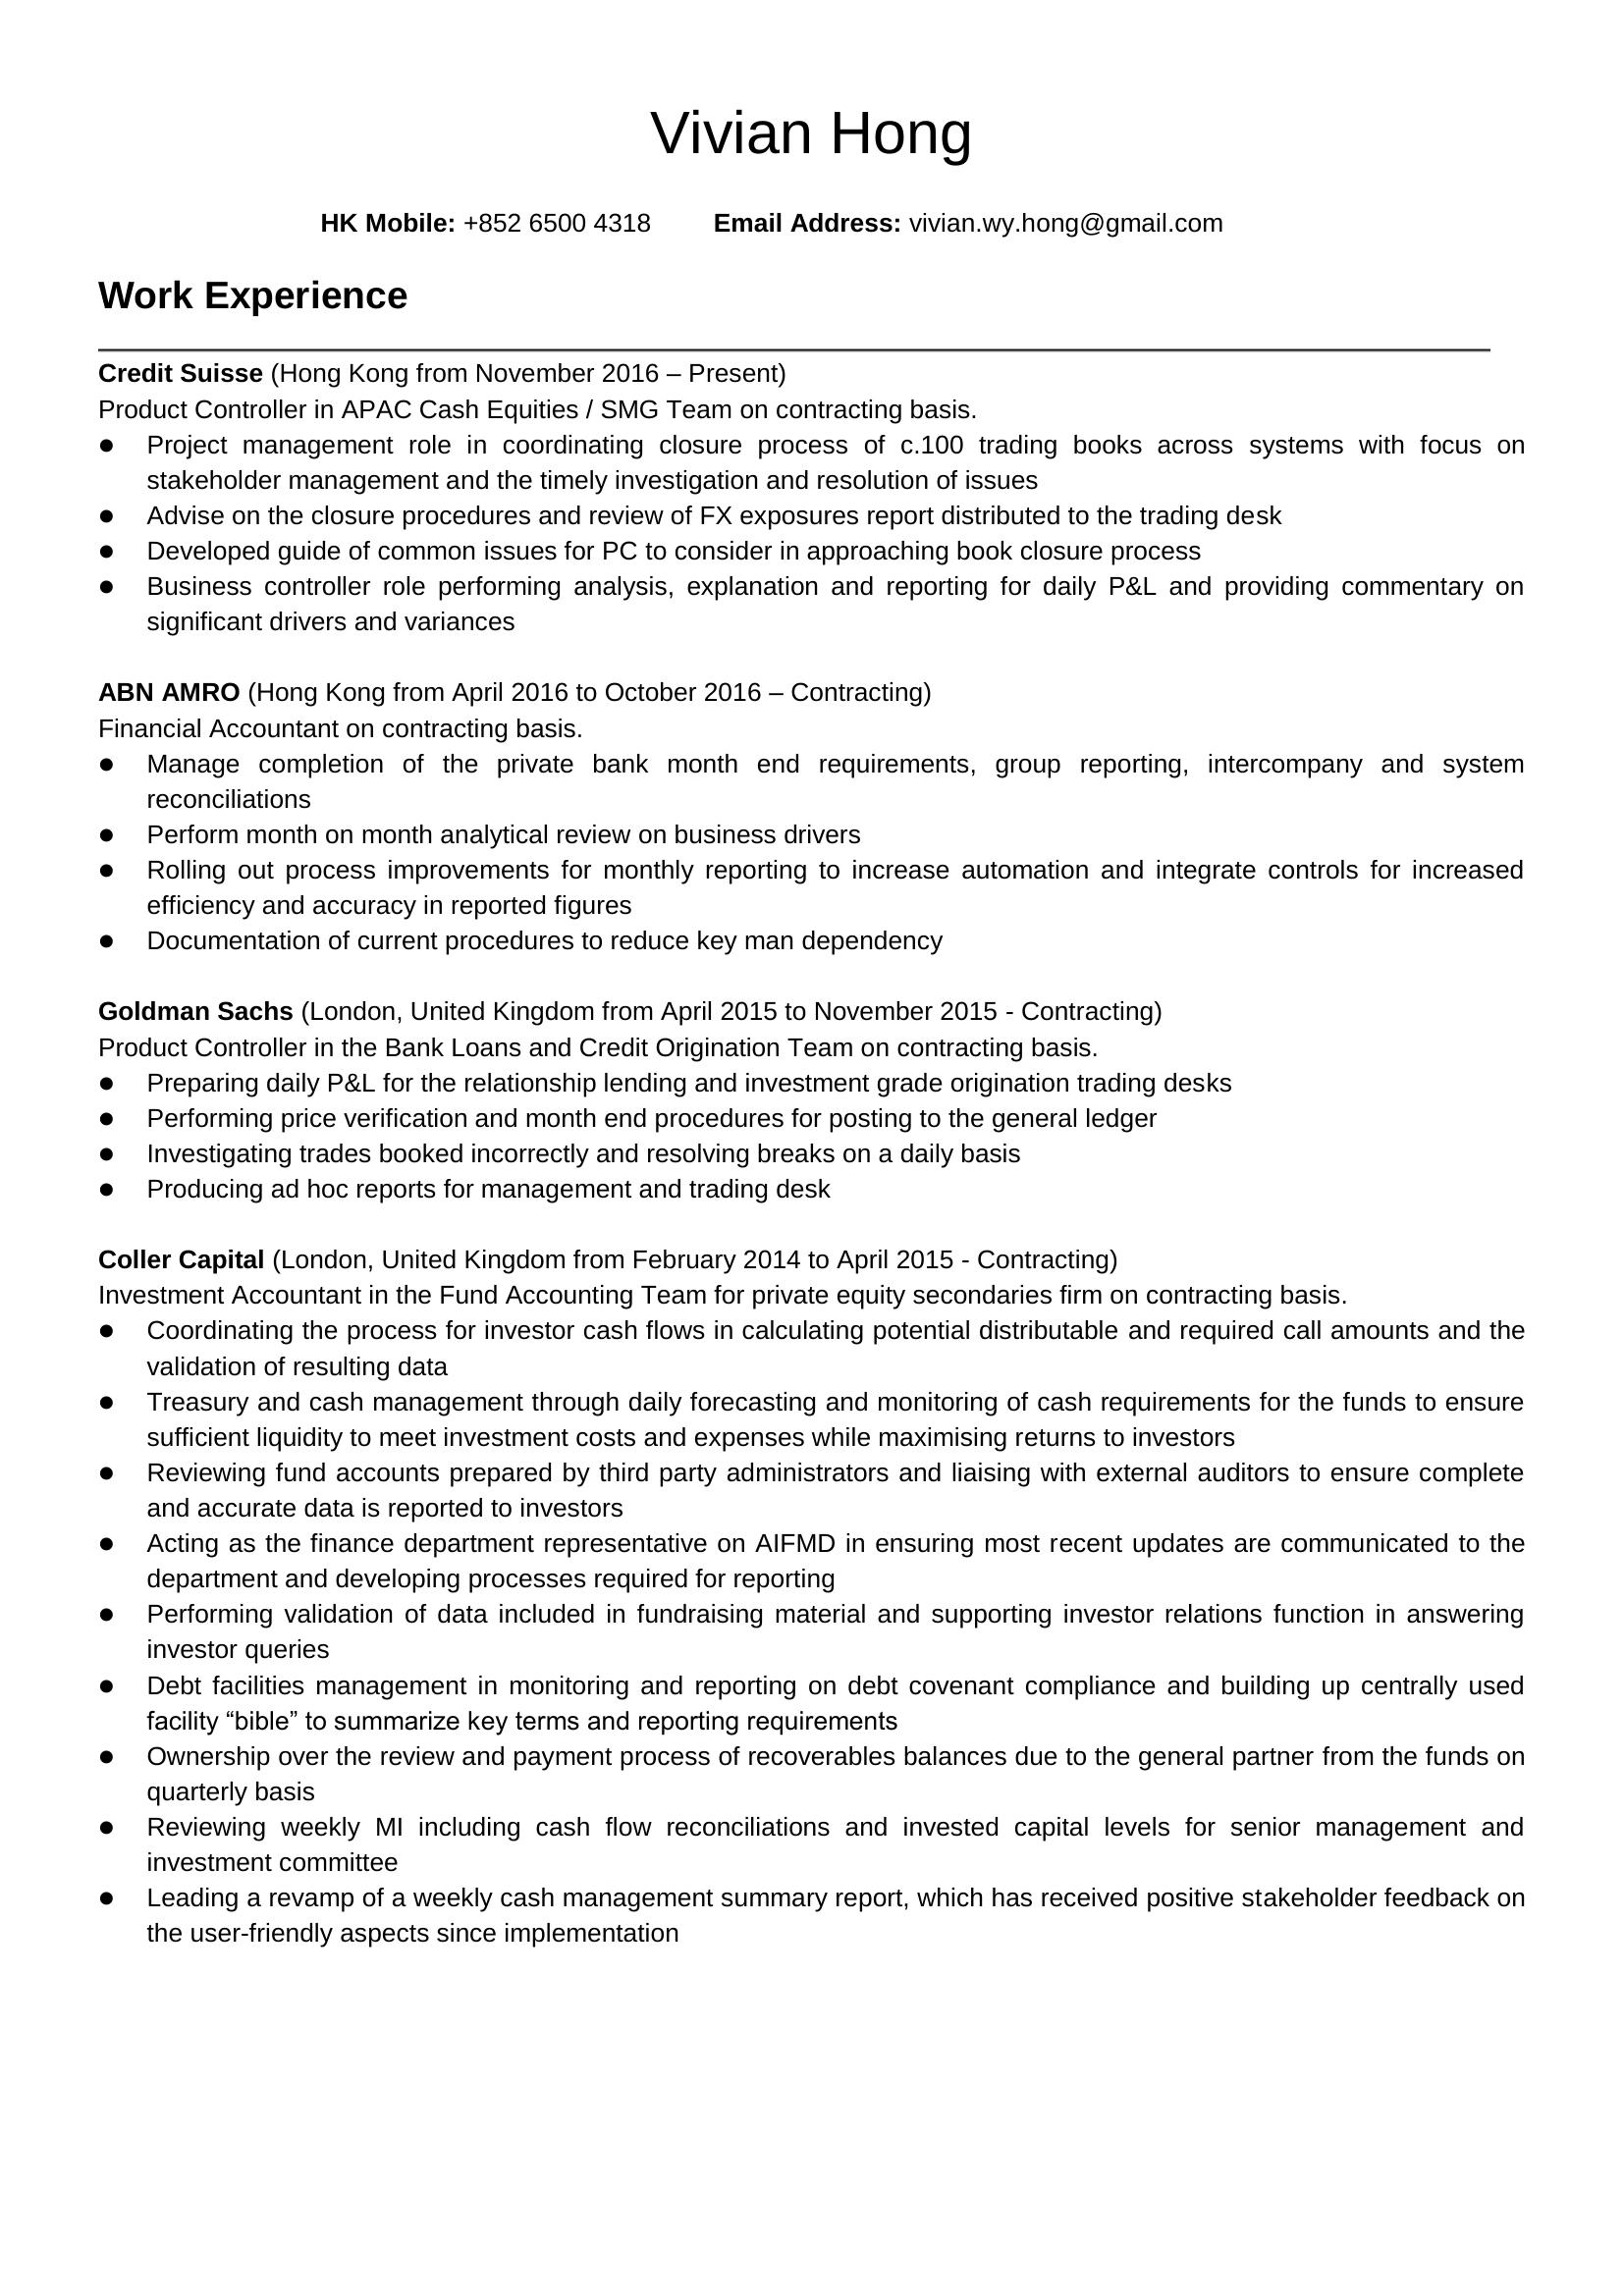 Vivian Hong
HK Mobile: +852 6500 4318 Email Address: vivian.wy.hong@gmail.com
Work Experience
Credit Suisse (Hong Kong from November 2016 – Present)
Product Controller in APAC Cash Equities / SMG Team on contracting basis.
● Project management role in coordinating closure process of c.100 trading books across systems with focus on
stakeholder management and the timely investigation and resolution of issues
● Advise on the closure procedures and review of FX exposures report distributed to the trading desk
● Developed guide of common issues for PC to consider in approaching book closure process
● Business controller role performing analysis, explanation and reporting for daily P&L and providing commentary on
significant drivers and variances
ABN AMRO (Hong Kong from April 2016 to October 2016 – Contracting)
Financial Accountant on contracting basis.
● Manage completion of the private bank month end requirements, group reporting, intercompany and system
reconciliations
● Perform month on month analytical review on business drivers
● Rolling out process improvements for monthly reporting to increase automation and integrate controls for increased
efficiency and accuracy in reported figures
● Documentation of current procedures to reduce key man dependency
Goldman Sachs (London, United Kingdom from April 2015 to November 2015 - Contracting)
Product Controller in the Bank Loans and Credit Origination Team on contracting basis.
● Preparing daily P&L for the relationship lending and investment grade origination trading desks
● Performing price verification and month end procedures for posting to the general ledger
● Investigating trades booked incorrectly and resolving breaks on a daily basis
● Producing ad hoc reports for management and trading desk
Coller Capital (London, United Kingdom from February 2014 to April 2015 - Contracting)
Investment Accountant in the Fund Accounting Team for private equity secondaries firm on contracting basis.
● Coordinating the process for investor cash flows in calculating potential distributable and required call amounts and the
validation of resulting data
● Treasury and cash management through daily forecasting and monitoring of cash requirements for the funds to ensure
sufficient liquidity to meet investment costs and expenses while maximising returns to investors
● Reviewing fund accounts prepared by third party administrators and liaising with external auditors to ensure complete
and accurate data is reported to investors
● Acting as the finance department representative on AIFMD in ensuring most recent updates are communicated to the
department and developing processes required for reporting
● Performing validation of data included in fundraising material and supporting investor relations function in answering
investor queries
● Debt facilities management in monitoring and reporting on debt covenant compliance and building up centrally used
facility “bible” to summarize key terms and reporting requirements
● Ownership over the review and payment process of recoverables balances due to the general partner from the funds on
quarterly basis
● Reviewing weekly MI including cash flow reconciliations and invested capital levels for senior management and
investment committee
● Leading a revamp of a weekly cash management summary report, which has received positive stakeholder feedback on
the user-friendly aspects since implementation